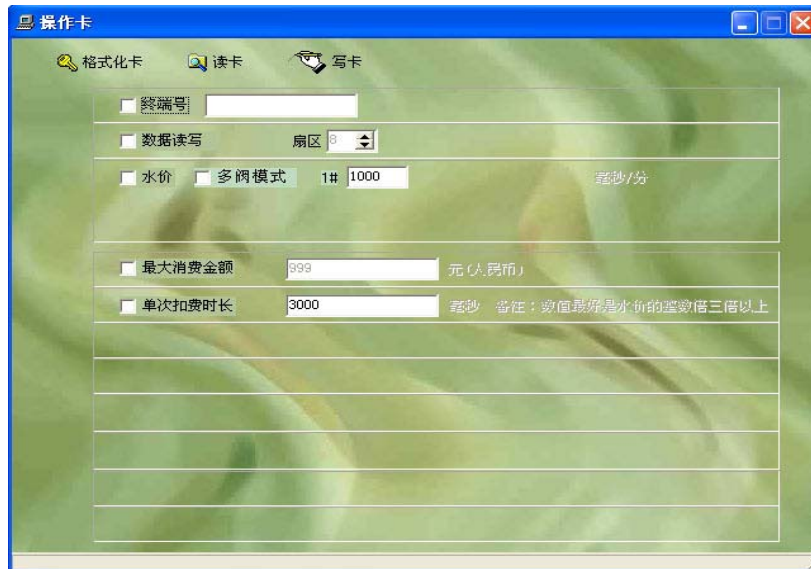 操作卡
格式化卡 读卡 写卡
终端号
数据读写 扇区 8
水价 多阀模式 1# 1000 毫秒/分
最大消费金额 999 元(人民币)
单次扣费时长 3000 毫秒 备注：数值最好是水价的整数倍三倍以上